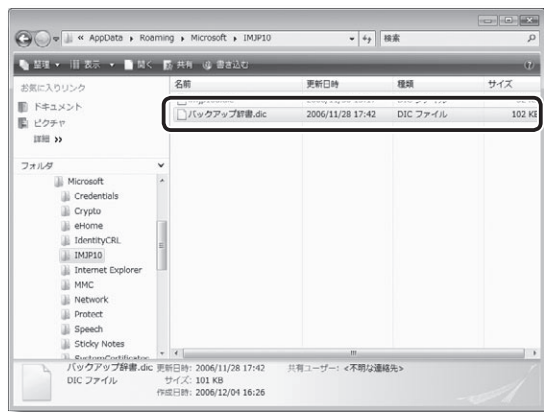 « AppData ▸ Roaming ▸ Microsoft ▸ IMJP10
検索
整理 表示 開く 共有 書き込む
お気に入りリンク
ドキュメント
ピクチャ
詳細 »
フォルダ
Microsoft
Credentials
Crypto
eHome
IdentityCRL
IMJP10
Internet Explorer
MMC
Network
Protect
Speech
Sticky Notes
SystemCertificates
名前 更新日時 種類 サイズ
バックアップ辞書.dic 2006/11/28 17:42 DIC ファイル 102 KB
バックアップ辞書.dic 更新日時: 2006/11/28 17:42 共有ユーザー: <不明な連絡先>
DIC ファイル サイズ: 101 KB
作成日時: 2006/12/04 16:26